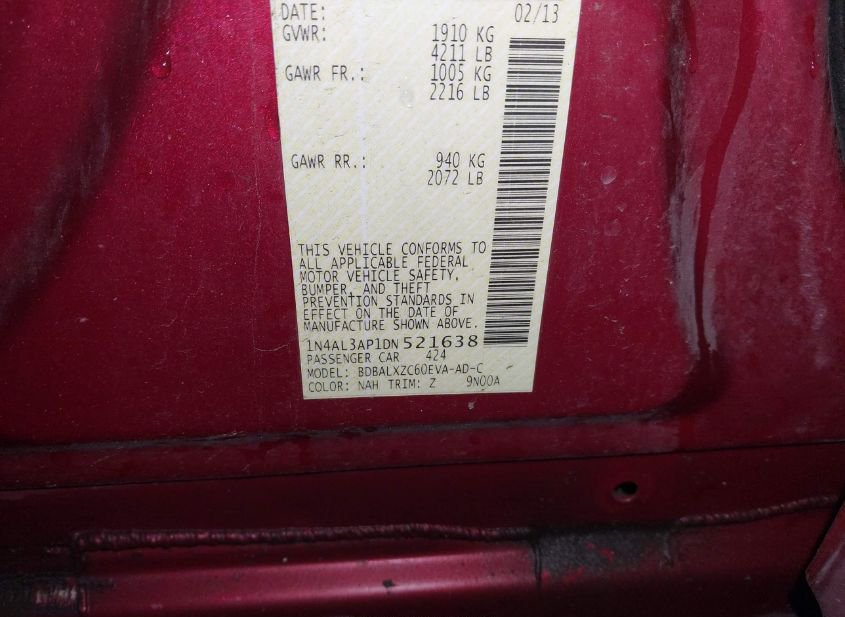 DATE: 02/13
GVWR: 1910 KG
4211 LB
GAWR FR.: 1005 KG
2216 LB
GAWR RR.: 940 KG
2072 LB
THIS VEHICLE CONFORMS TO
ALL APPLICABLE FEDERAL
MOTOR VEHICLE SAFETY,
BUMPER, AND THEFT
PREVENTION STANDARDS IN
EFFECT ON THE DATE OF
MANUFACTURE SHOWN ABOVE.
1N4AL3AP1DN521638
PASSENGER CAR 424
MODEL: BDBALXZC60EVA-AD-C
COLOR: NAH TRIM: Z 9N00A